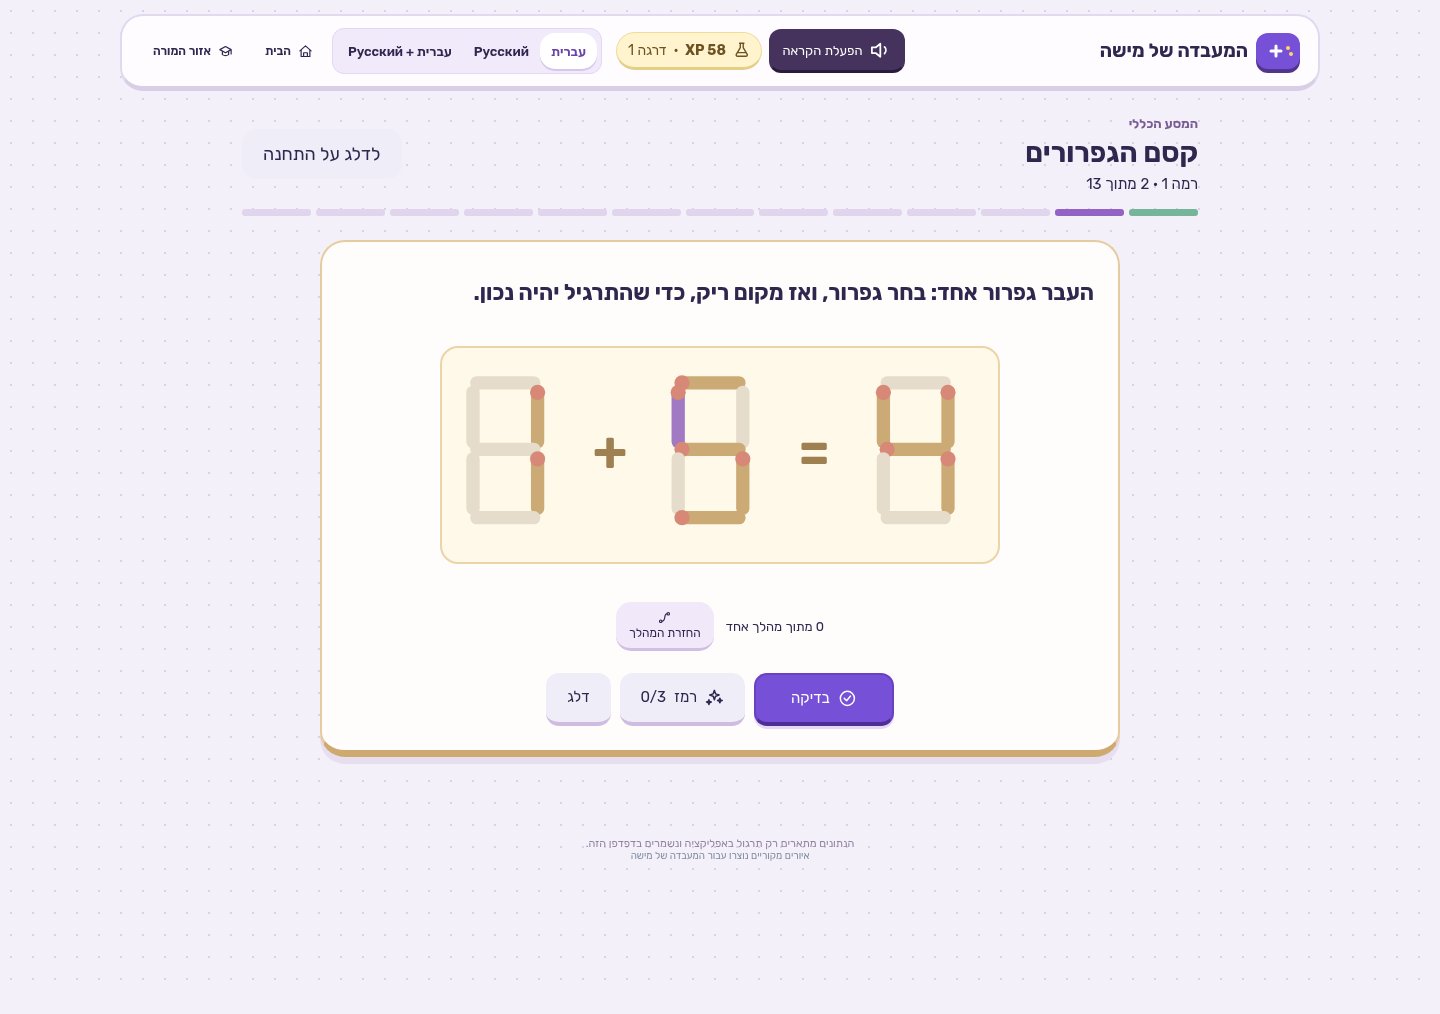 המעבדה של מישה
הפעלת הקראה
58 XP • דרגה 1
עברית
Русский
עברית + Русский
הבית
אזור המורה
המסע הכללי
קסם הגפרורים
רמה 1 • 2 מתוך 13
לדלג על התחנה
העבר גפרור אחד: בחר גפרור, ואז מקום ריק, כדי שהתרגיל יהיה נכון.
1 + 5 = 4
0 מתוך מהלך אחד
החזרת המהלך
בדיקה
רמז 0/3
דלג
הנתונים מתארים רק תרגול באפליקציה ונשמרים בדפדפן הזה.
איורים מקוריים נוצרו עבור המעבדה של מישה